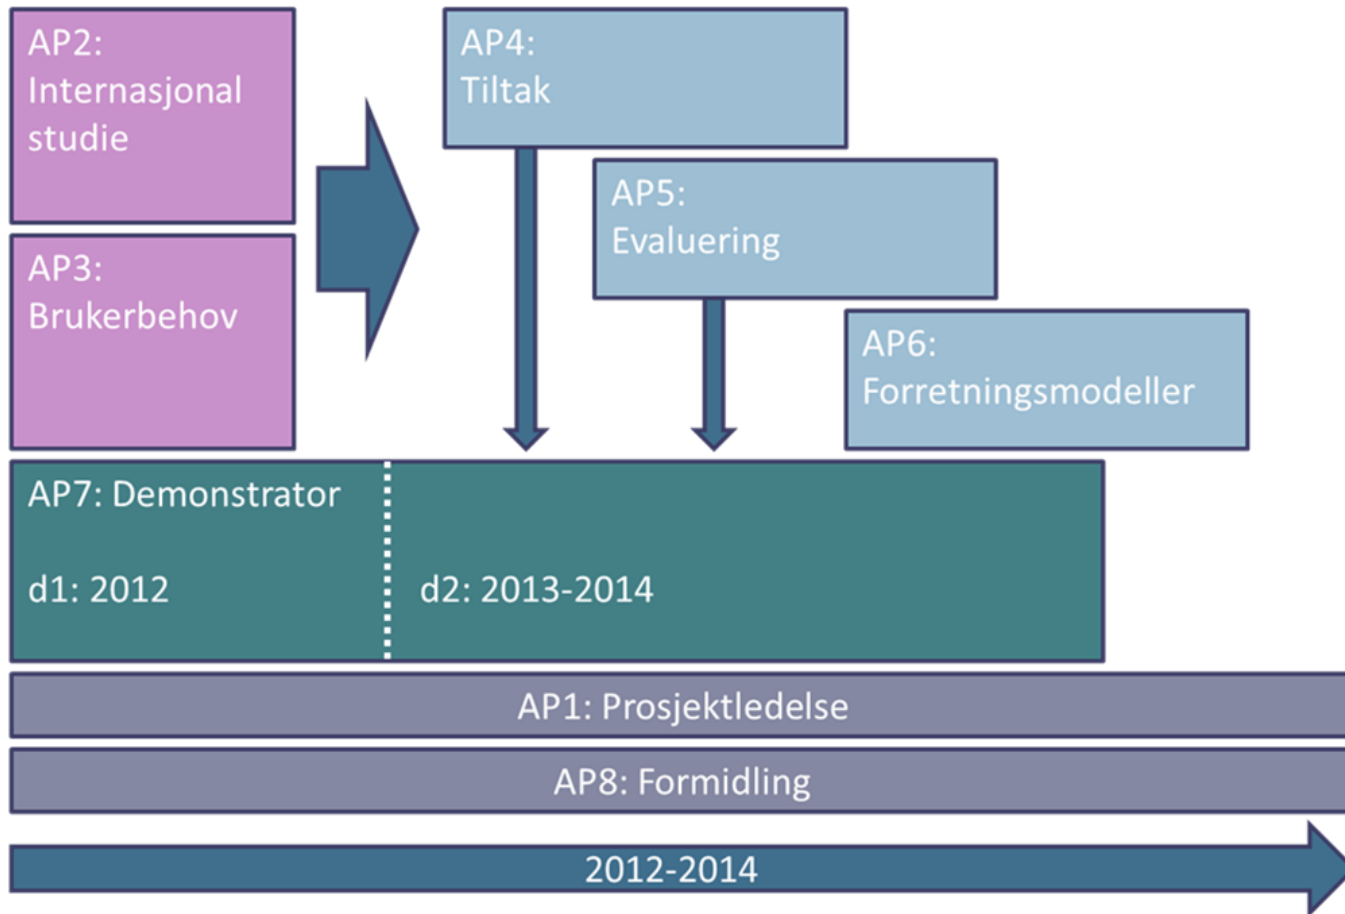 AP2:
Internasjonal
studie
AP3:
Brukerbehov
AP4:
Tiltak
AP5:
Evaluering
AP6:
Forretningsmodeller
AP7: Demonstrator
d1: 2012
d2: 2013-2014
AP1: Prosjektledelse
AP8: Formidling
2012-2014